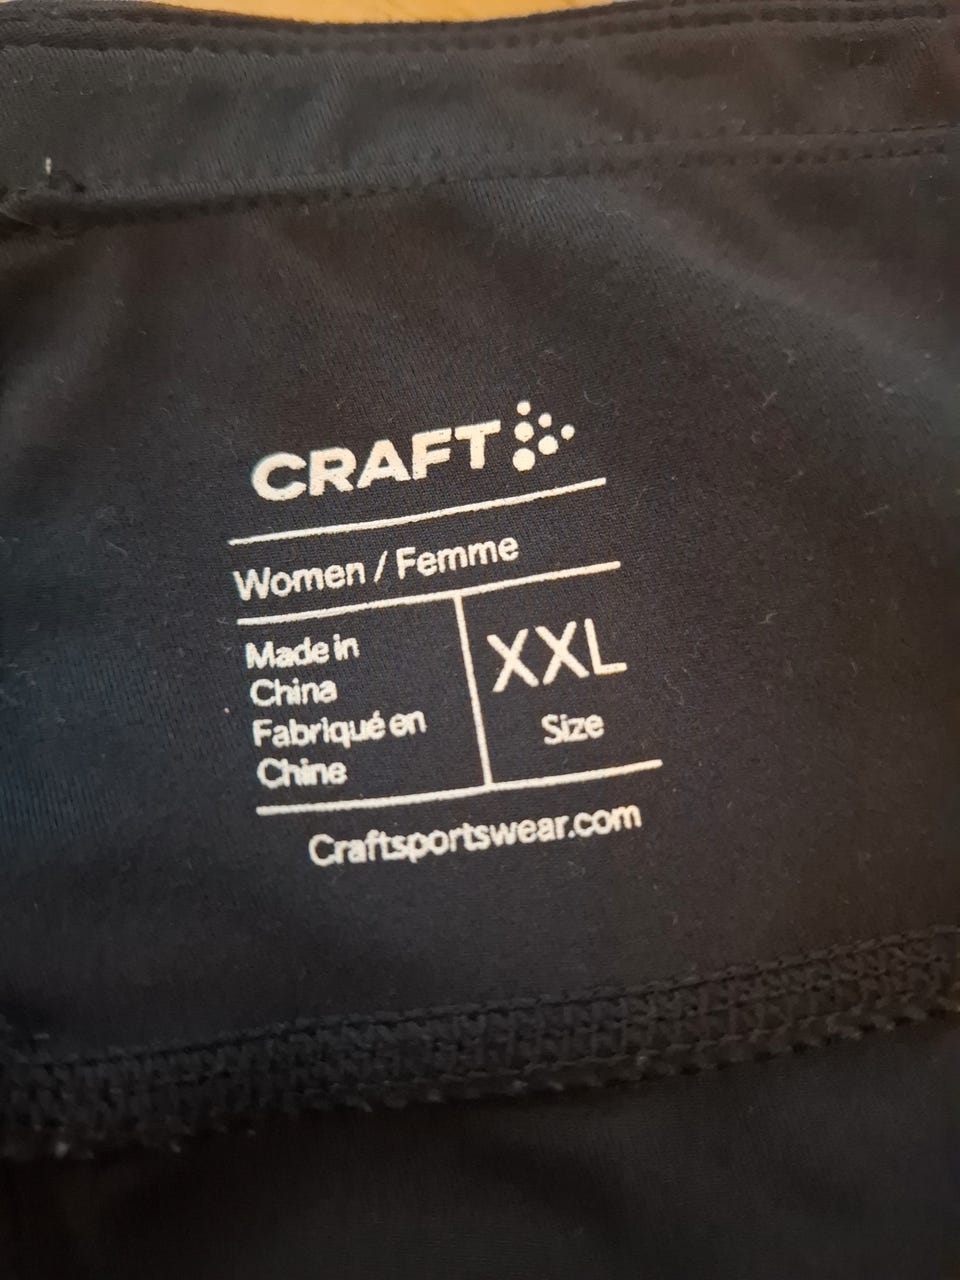 CRAFT
Women / Femme
Made in
China
Fabriqué en
Chine
XXL
Size
Craftsportswear.com